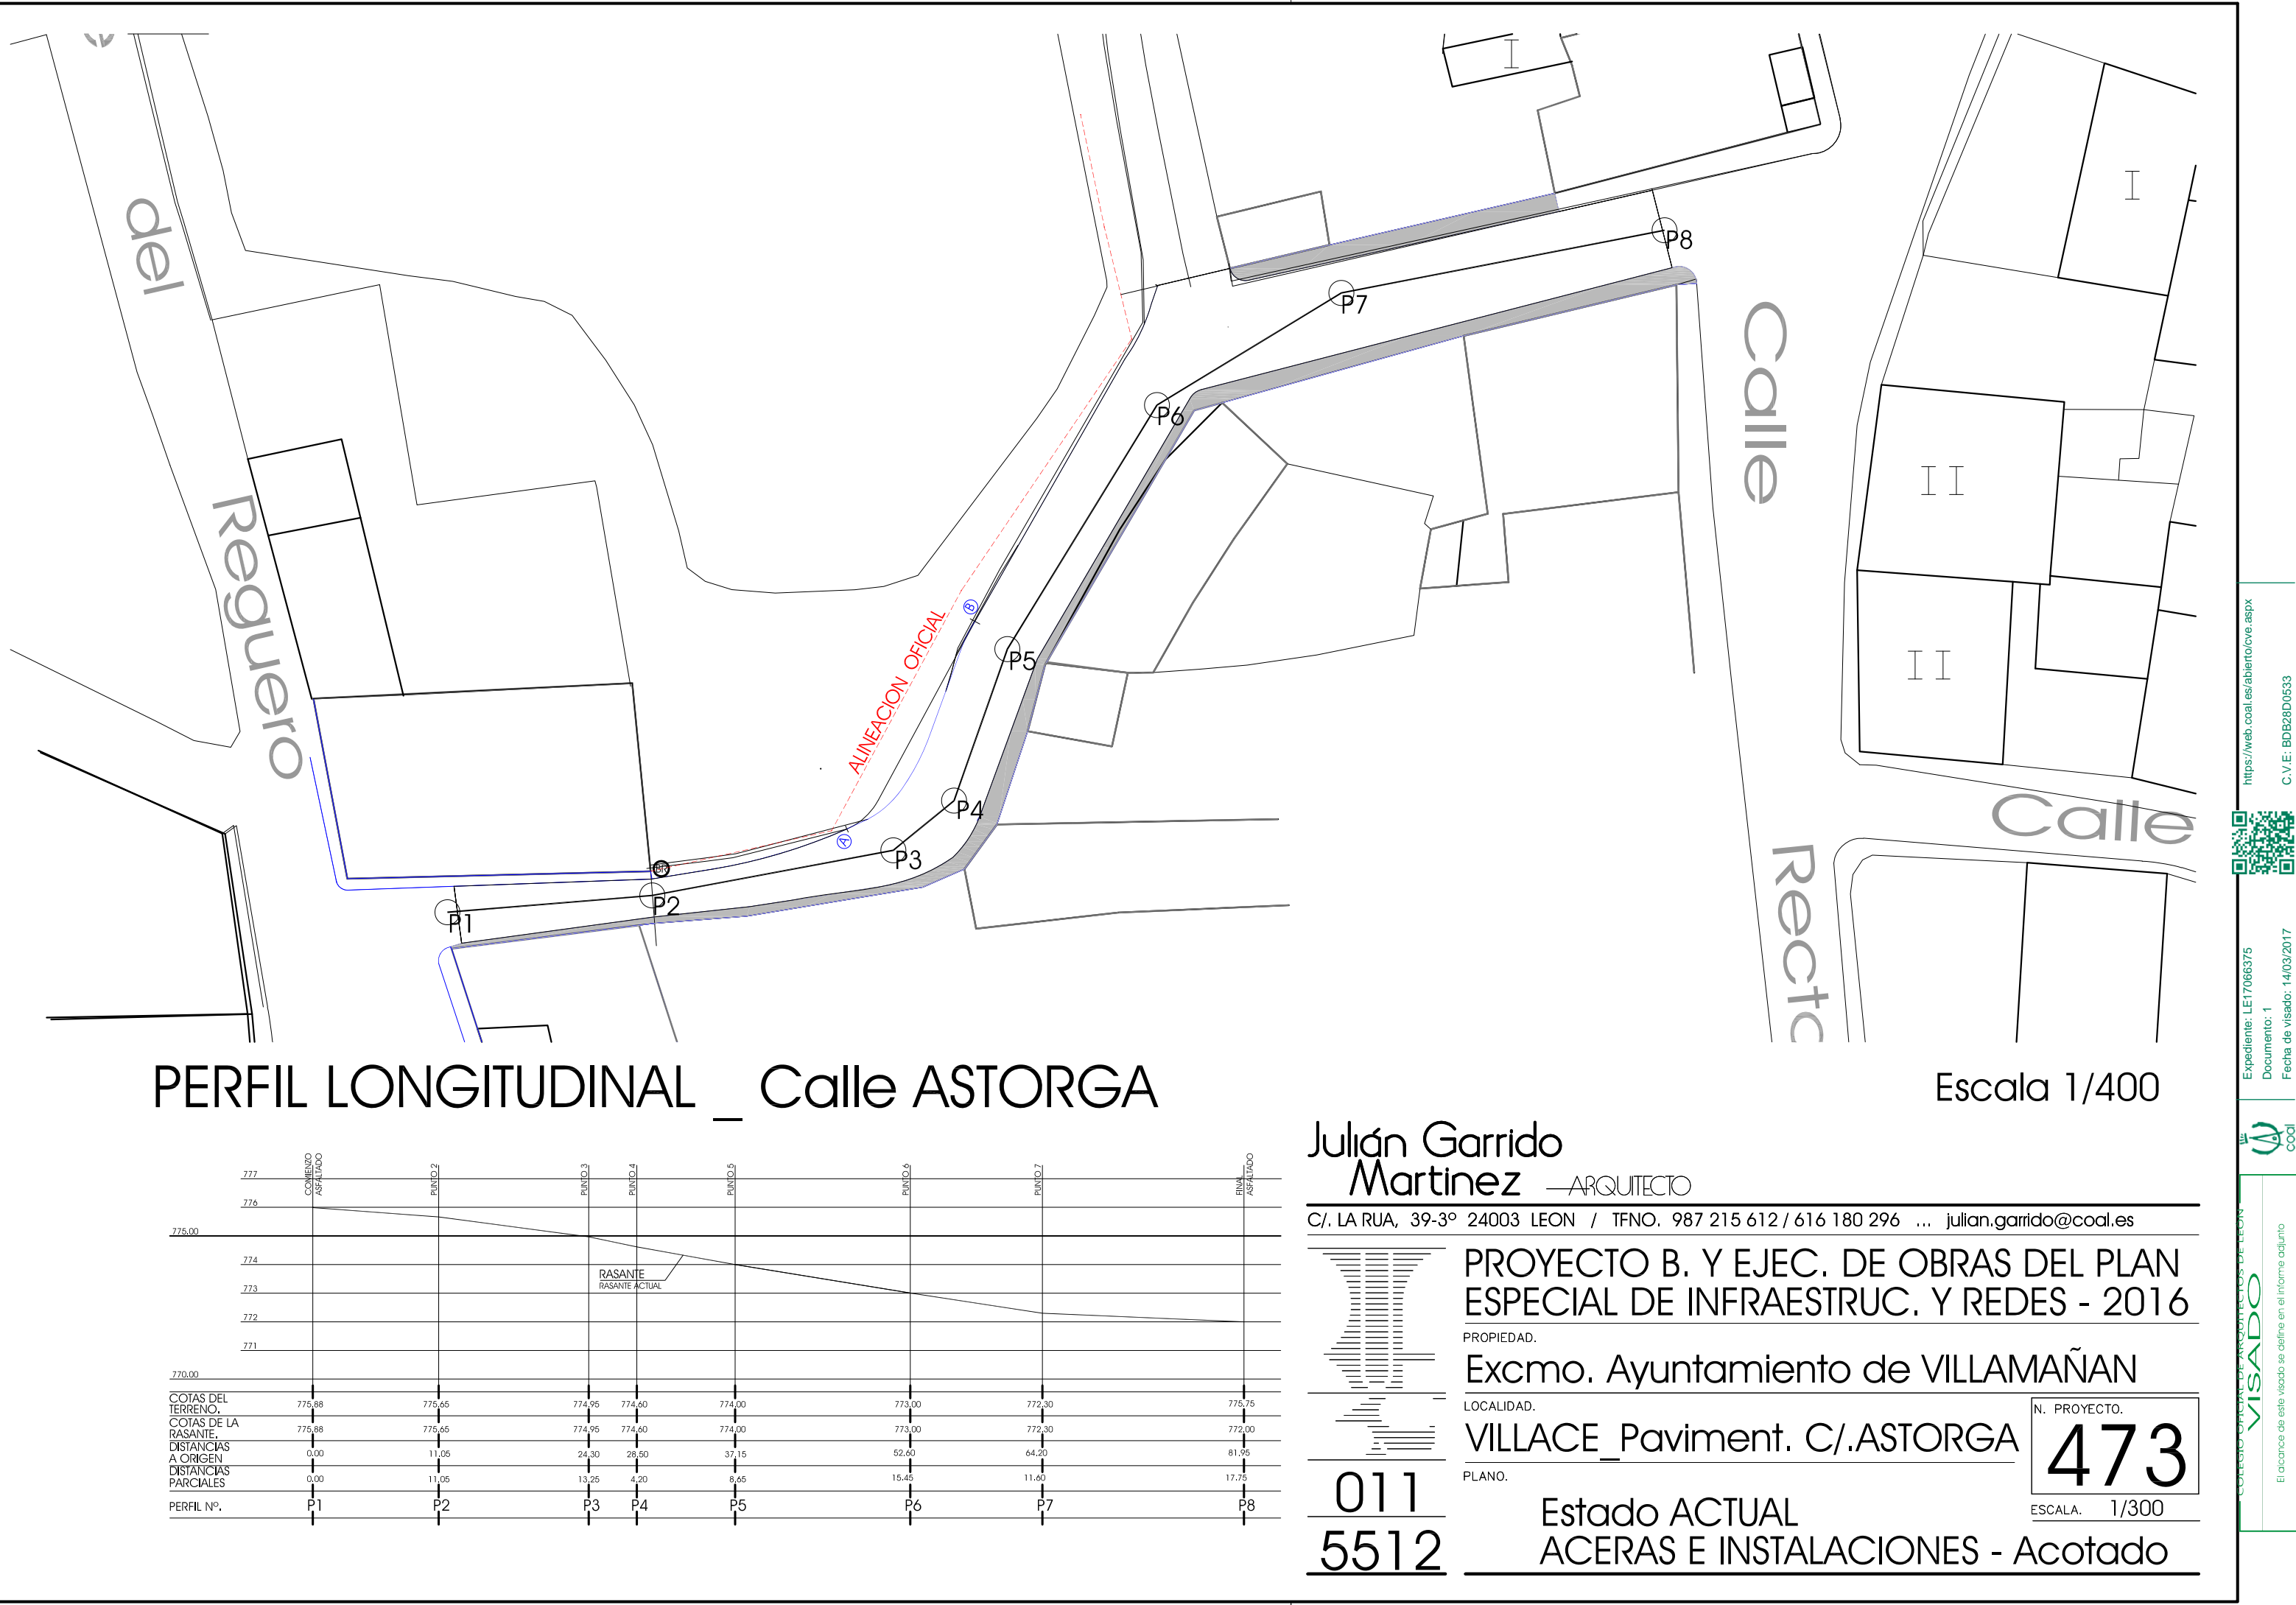 del
Reguero
Calle
Recta
Calle
I
I
II
II
ALINEACION OFICIAL
A
B
P1
P2
P3
P4
P5
P6
P7
P8
PERFIL LONGITUDINAL _ Calle ASTORGA
Escala 1/400
COMIENZO
ASFALTADO
PUNTO 2
PUNTO 3
PUNTO 4
PUNTO 5
PUNTO 6
PUNTO 7
FINAL
ASFALTADO
777
776
775.00
774
773
772
771
770.00
RASANTE
RASANTE ACTUAL
COTAS DEL
TERRENO. 775.88 775.65 774.95 774.60 774.00 773.00 772.30 775.75
COTAS DE LA
RASANTE. 775.88 775.65 774.95 774.60 774.00 773.00 772.30 772.00
DISTANCIAS
A ORIGEN 0.00 11.05 24.30 28.50 37.15 52.60 64.20 81.95
DISTANCIAS
PARCIALES 0.00 11.05 13.25 4.20 8.65 15.45 11.60 17.75
PERFIL Nº. P1 P2 P3 P4 P5 P6 P7 P8
Julián Garrido
Martinez ARQUITECTO
C/. LA RUA, 39-3º 24003 LEON / TFNO. 987 215 612 / 616 180 296 ... julian.garrido@coal.es
PROYECTO B. Y EJEC. DE OBRAS DEL PLAN
ESPECIAL DE INFRAESTRUC. Y REDES - 2016
PROPIEDAD.
Excmo. Ayuntamiento de VILLAMAÑAN
LOCALIDAD.
VILLACE_Paviment. C/.ASTORGA
N. PROYECTO.
473
PLANO.
Estado ACTUAL
ACERAS E INSTALACIONES - Acotado
ESCALA. 1/300
011
5512
https://web.coal.es/abierto/cve.aspx
C.V.E: BDB28D0533
Expediente: LE17066375
Documento: 1
Fecha de visado: 14/03/2017
coal
COLEGIO OFICIAL DE ARQUITECTOS DE LEON
VISADO
El alcance de este visado se define en el informe adjunto